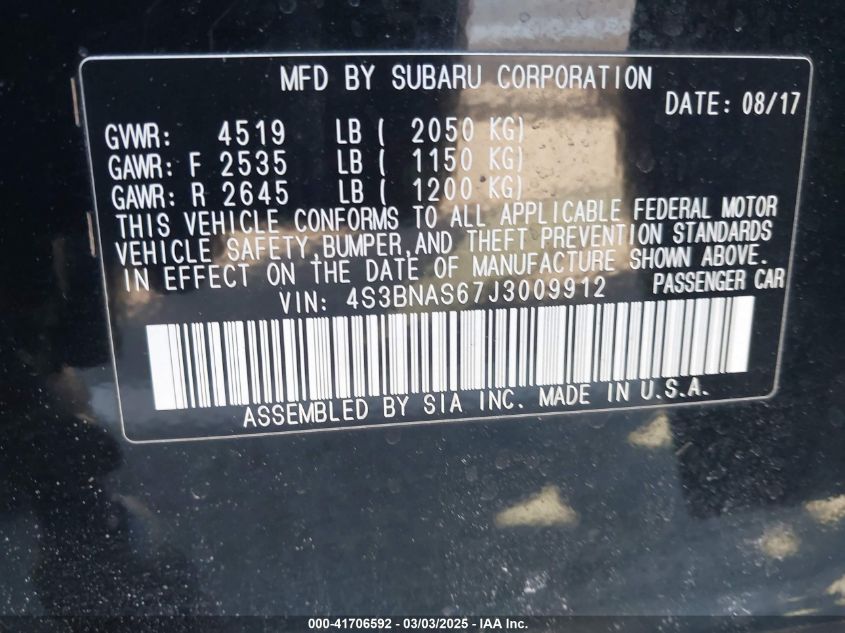 MFD BY SUBARU CORPORATION
DATE: 08/17
GVWR: 4519 LB ( 2050 KG)
GAWR: F 2535 LB ( 1150 KG)
GAWR: R 2645 LB ( 1200 KG)
THIS VEHICLE CONFORMS TO ALL APPLICABLE FEDERAL MOTOR
VEHICLE SAFETY,BUMPER,AND THEFT PREVENTION STANDARDS
IN EFFECT ON THE DATE OF MANUFACTURE SHOWN ABOVE.
VIN: 4S3BNAS67J3009912 PASSENGER CAR
ASSEMBLED BY SIA INC. MADE IN U.S.A.
000-41706592 - 03/03/2025 - IAA Inc.